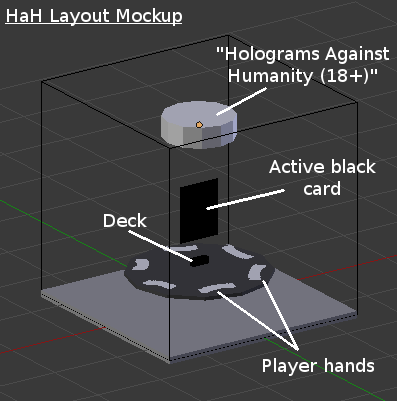 HaH Layout Mockup
"Holograms Against
Humanity (18+)"
Active black
card
Deck
Player hands